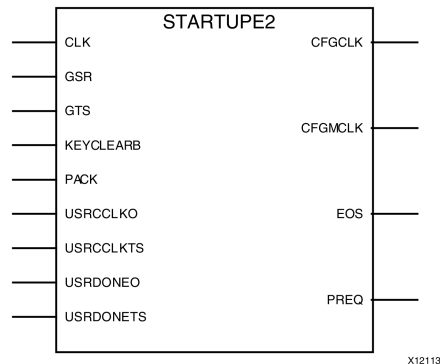 STARTUPE2
CLK
CFGCLK
GSR
GTS
CFGMCLK
KEYCLEARB
PACK
USRCCLKO
EOS
USRCCLKTS
USRDONEO
PREQ
USRDONETS
X12113